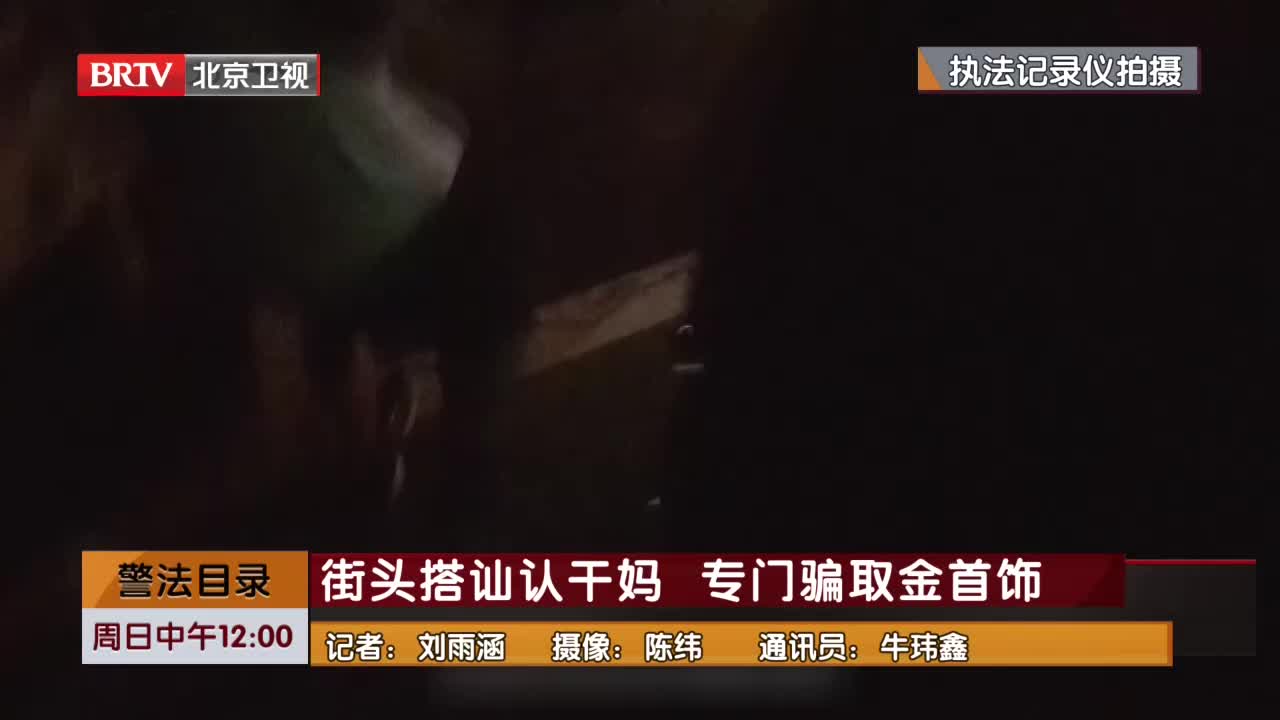 BRTV 北京卫视
执法记录仪拍摄
警法目录
街头搭讪认干妈 专门骗取金首饰
周日中午12:00
记者：刘雨涵 摄像：陈纬 通讯员：牛玮鑫